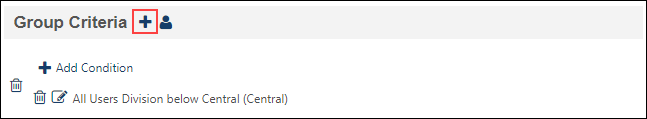 Group Criteria
Add Condition
All Users Division below Central (Central)